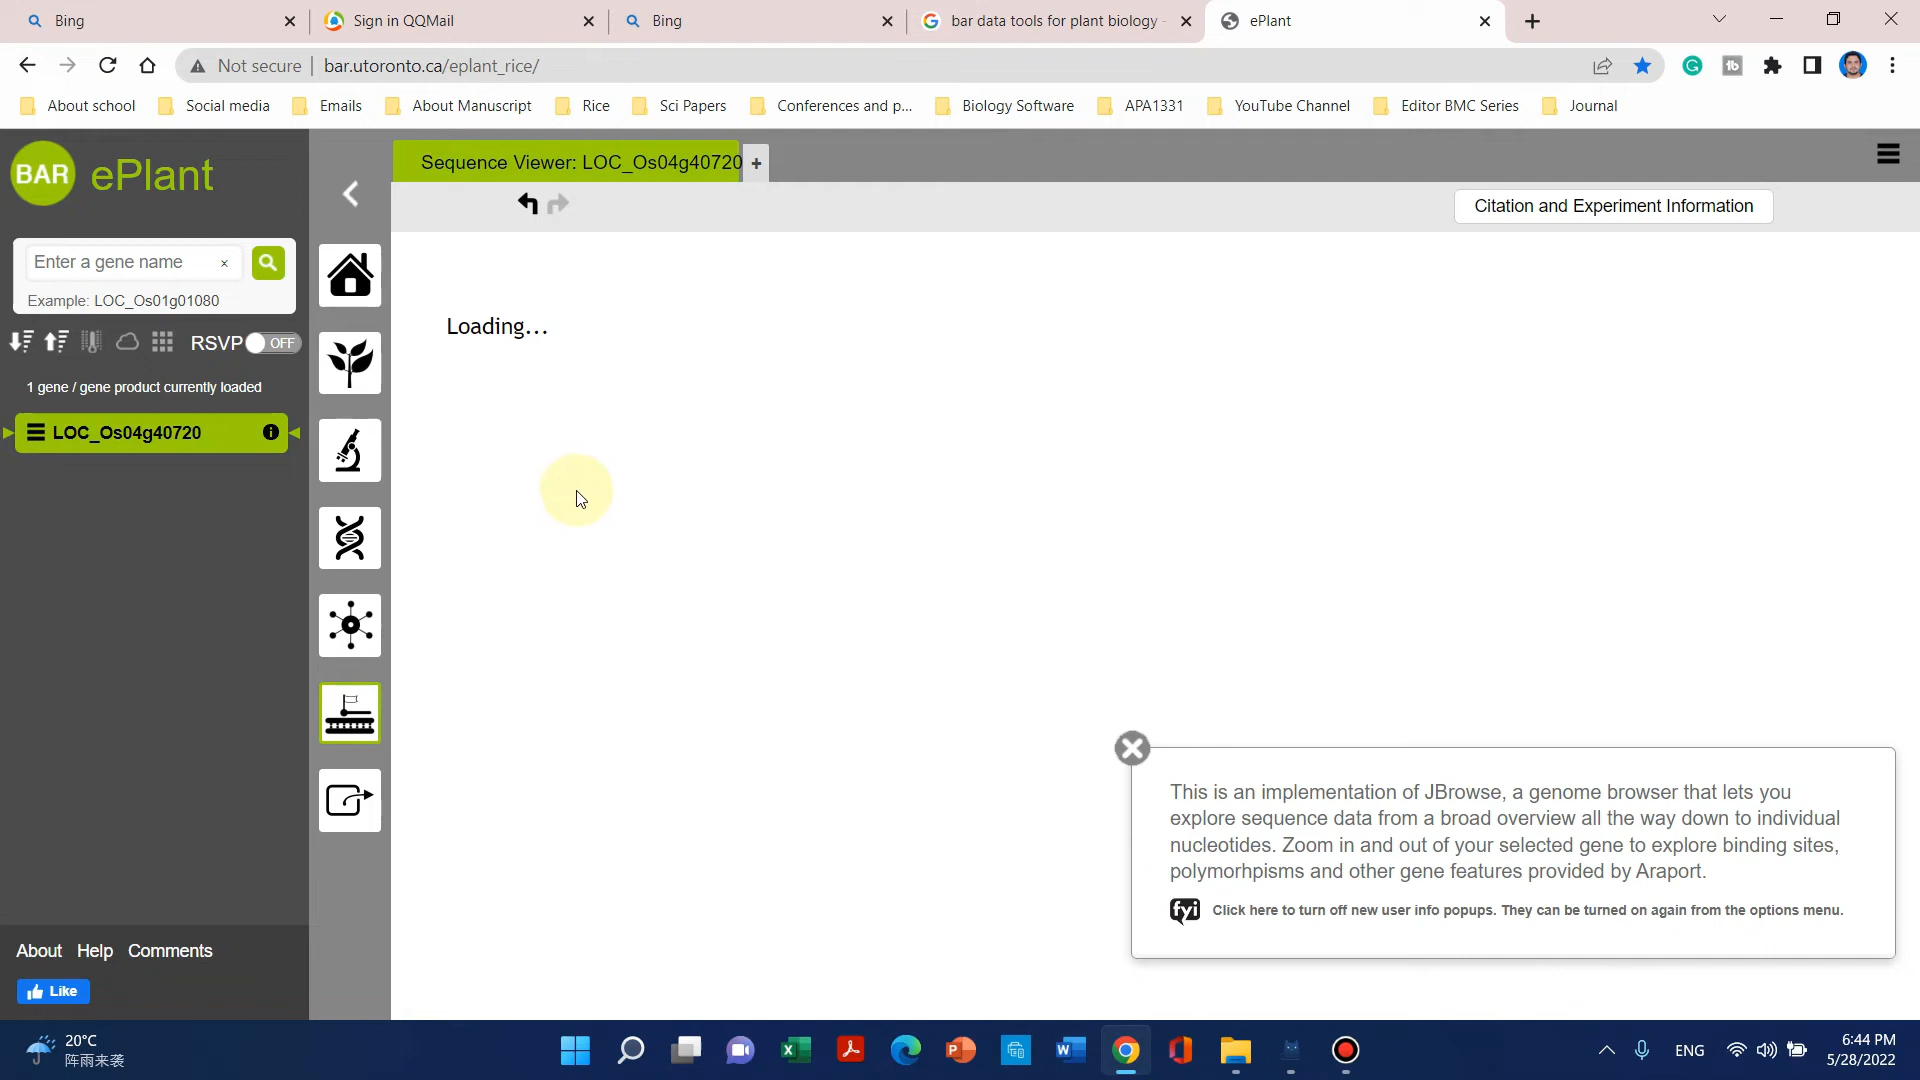 Bing
Sign in QQMail
Bing
bar data tools for plant biology -
ePlant
Not secure
bar.utoronto.ca/eplant_rice/
About school
Social media
Emails
About Manuscript
Rice
Sci Papers
Conferences and p...
Biology Software
APA1331
YouTube Channel
Editor BMC Series
Journal
BAR ePlant
Sequence Viewer: LOC_Os04g40720
+
Citation and Experiment Information
Enter a gene name
×
Example: LOC_Os01g01080
RSVP OFF
1 gene / gene product currently loaded
LOC_Os04g40720
Loading...
This is an implementation of JBrowse, a genome browser that lets you
explore sequence data from a broad overview all the way down to individual
nucleotides. Zoom in and out of your selected gene to explore binding sites,
polymorhpisms and other gene features provided by Araport.
fyi Click here to turn off new user info popups. They can be turned on again from the options menu.
About Help Comments
Like
20°C
阵雨来袭
ENG
6:44 PM
5/28/2022